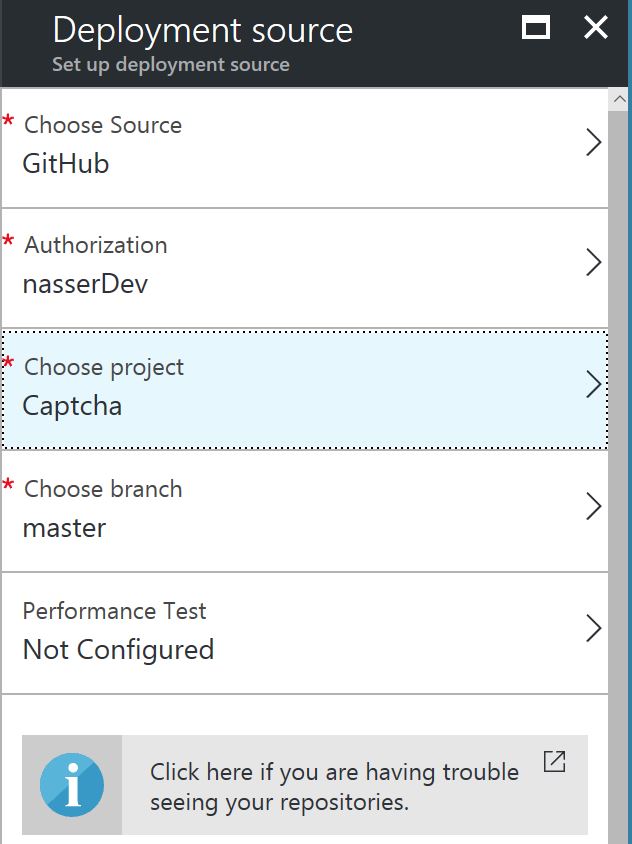 Deployment source
Set up deployment source
* Choose Source
GitHub
* Authorization
nasserDev
* Choose project
Captcha
* Choose branch
master
Performance Test
Not Configured
Click here if you are having trouble
seeing your repositories.